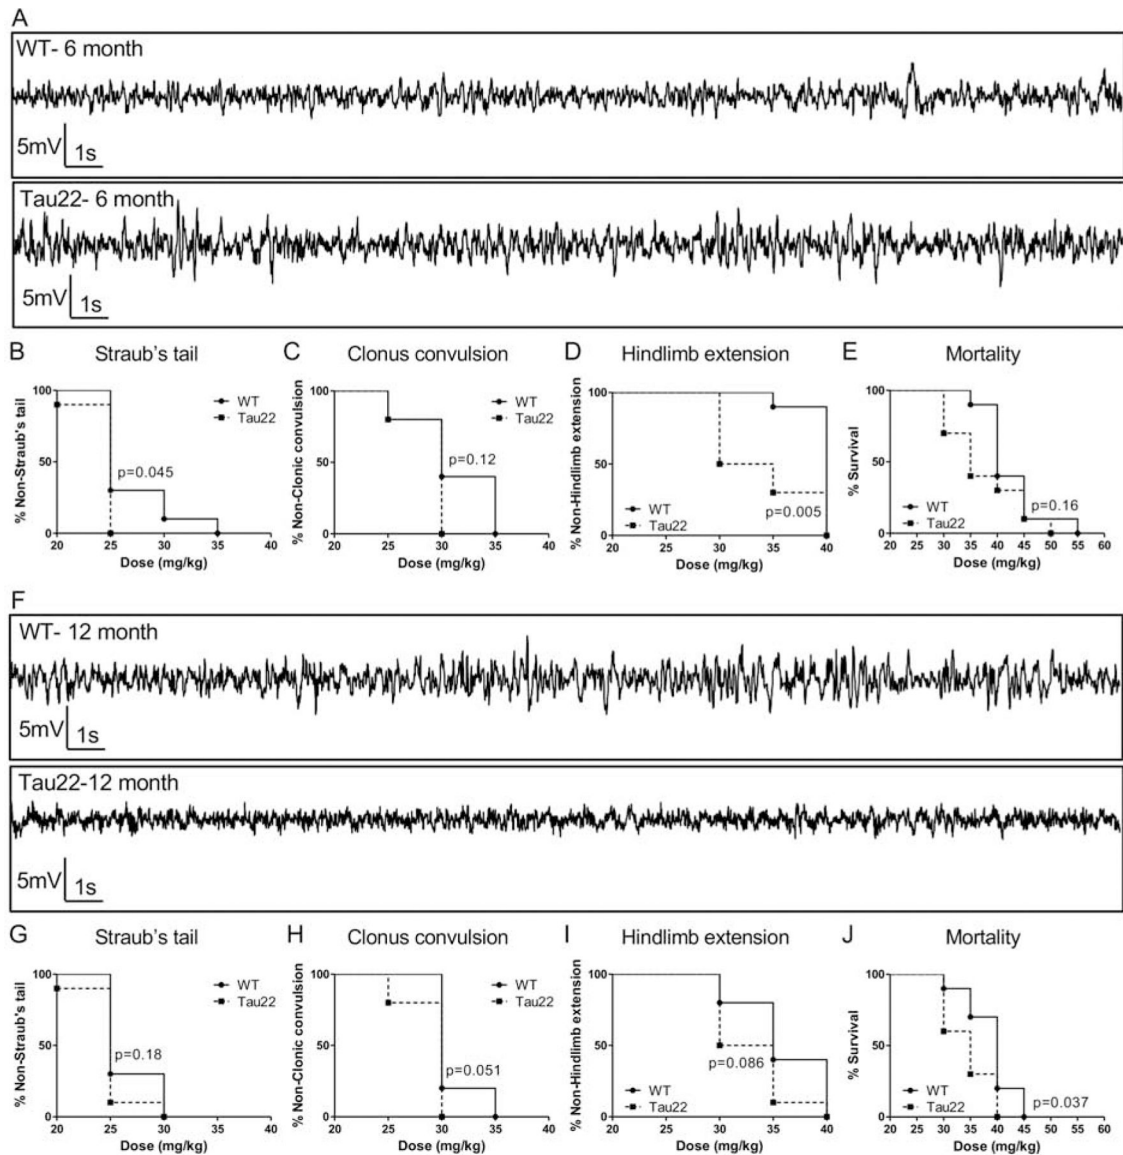 A
WT- 6 month
5mV
1s
Tau22- 6 month
5mV
1s
B Straub's tail
C Clonus convulsion
D Hindlimb extension
E Mortality
% Non-Straub's tail
100
50
0
20 25 30 35 40
Dose (mg/kg)
WT
Tau22
p=0.045
% Non-Clonic convulsion
100
50
0
20 25 30 35 40
Dose (mg/kg)
WT
Tau22
p=0.12
% Non-Hindlimb extension
100
50
0
20 25 30 35 40
Dose (mg/kg)
WT
Tau22
p=0.005
% Survival
100
50
0
20 25 30 35 40 45 50 55 60
Dose (mg/kg)
WT
Tau22
p=0.16
F
WT- 12 month
5mV
1s
Tau22-12 month
5mV
1s
G Straub's tail
H Clonus convulsion
I Hindlimb extension
J Mortality
% Non-Straub's tail
100
50
0
20 25 30 35 40
Dose (mg/kg)
WT
Tau22
p=0.18
% Non-Clonic convulsion
100
50
0
20 25 30 35 40
Dose (mg/kg)
WT
Tau22
p=0.051
% Non-Hindlimb extension
100
50
0
20 25 30 35 40
Dose (mg/kg)
WT
Tau22
p=0.086
% Survival
100
50
0
20 25 30 35 40 45 50 55 60
Dose (mg/kg)
WT
Tau22
p=0.037